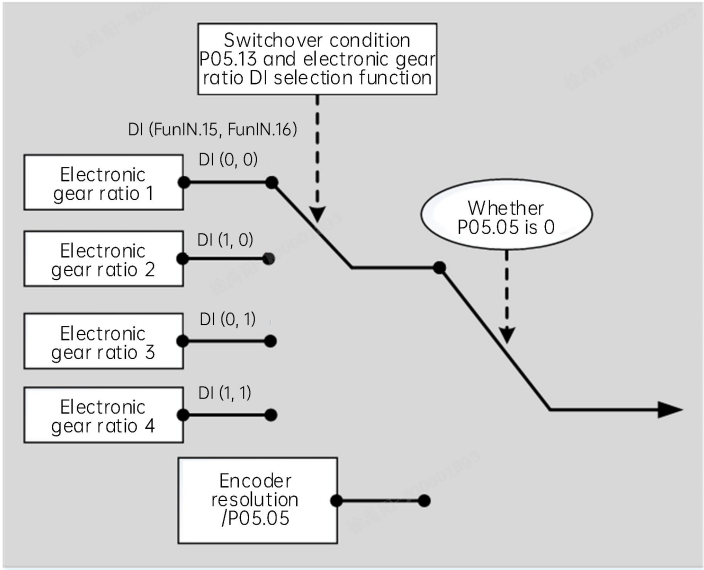 Switchover condition
P05.13 and electronic gear
ratio DI selection function
DI (FunIN.15, FunIN.16)
DI (0, 0)
Electronic
gear ratio 1
Whether
P05.05 is 0
DI (1, 0)
Electronic
gear ratio 2
DI (0, 1)
Electronic
gear ratio 3
DI (1, 1)
Electronic
gear ratio 4
Encoder
resolution
/P05.05